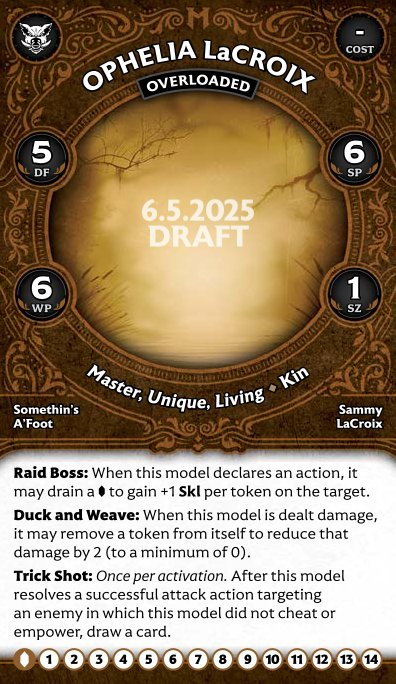 -
COST
OPHELIA LaCROIX
OVERLOADED
5
DF
6
SP
6.5.2025
DRAFT
6
WP
1
SZ
Master, Unique, Living ◆ Kin
Somethin's
A'Foot
Sammy
LaCroix
Raid Boss: When this model declares an action, it
may drain a ⬮ to gain +1 Skl per token on the target.
Duck and Weave: When this model is dealt damage,
it may remove a token from itself to reduce that
damage by 2 (to a minimum of 0).
Trick Shot: Once per activation. After this model
resolves a successful attack action targeting
an enemy in which this model did not cheat or
empower, draw a card.
1 2 3 4 5 6 7 8 9 10 11 12 13 14